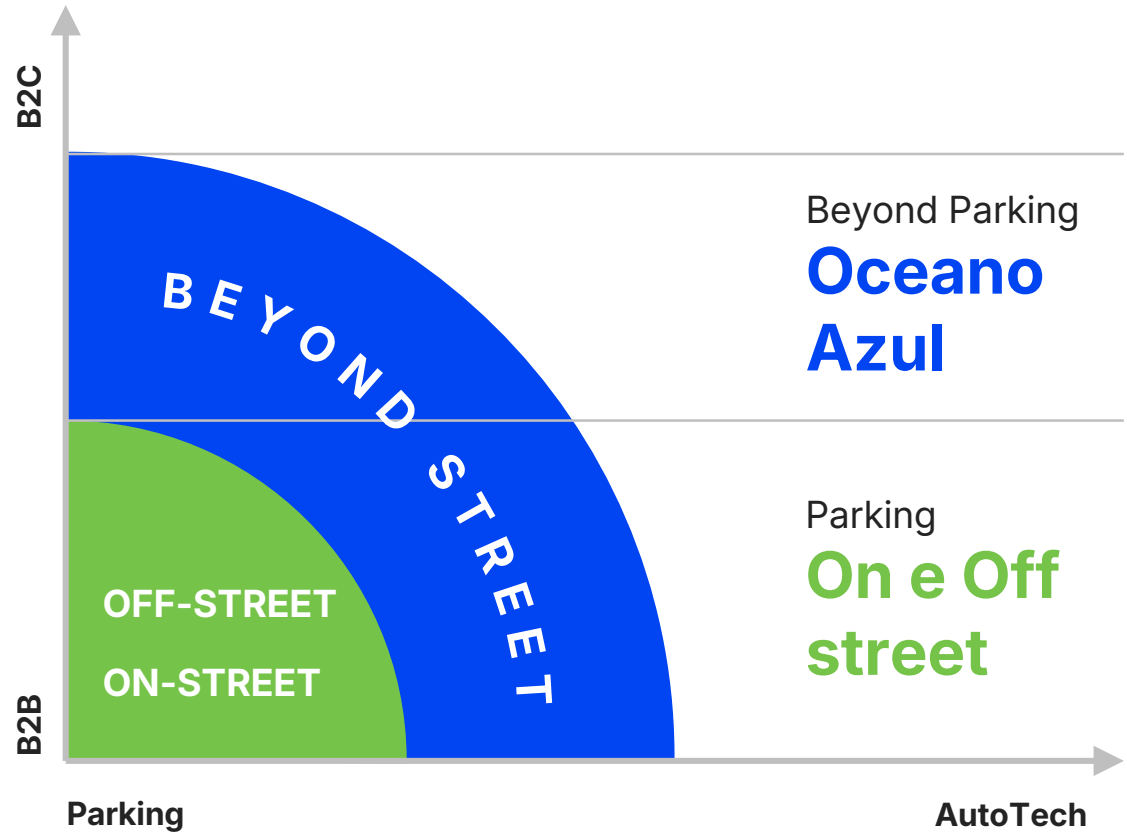 B2C
Beyond Parking
Oceano
Azul
BEYOND STREET
Parking
On e Off
street
OFF-STREET
ON-STREET
B2B
Parking
AutoTech